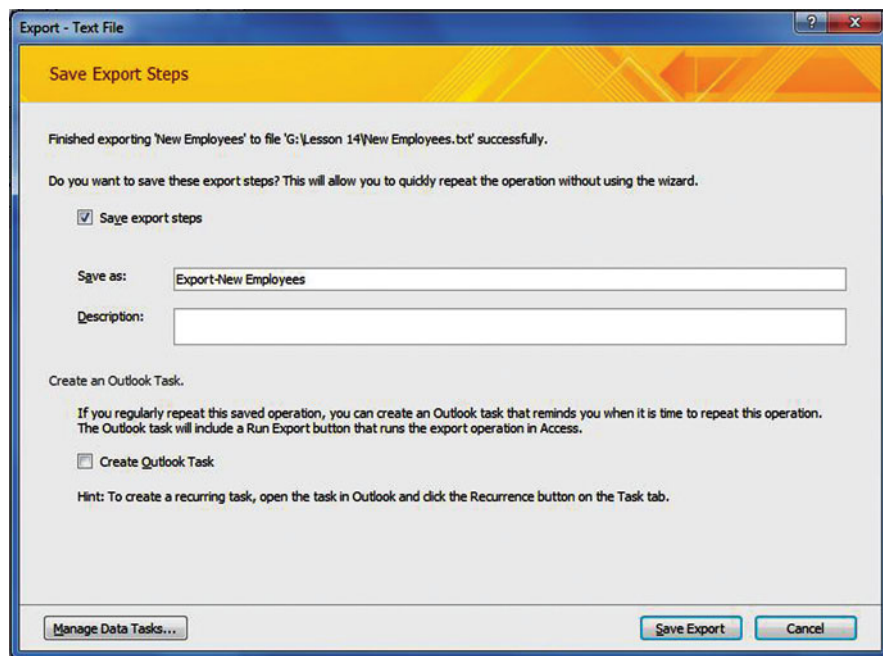 Export - Text File
Save Export Steps
Finished exporting 'New Employees' to file 'G:\Lesson 14\New Employees.txt' successfully.
Do you want to save these export steps? This will allow you to quickly repeat the operation without using the wizard.
Save export steps
Save as:
Export-New Employees
Description:
Create an Outlook Task.
If you regularly repeat this saved operation, you can create an Outlook task that reminds you when it is time to repeat this operation.
The Outlook task will include a Run Export button that runs the export operation in Access.
Create Outlook Task
Hint: To create a recurring task, open the task in Outlook and click the Recurrence button on the Task tab.
Manage Data Tasks...
Save Export
Cancel